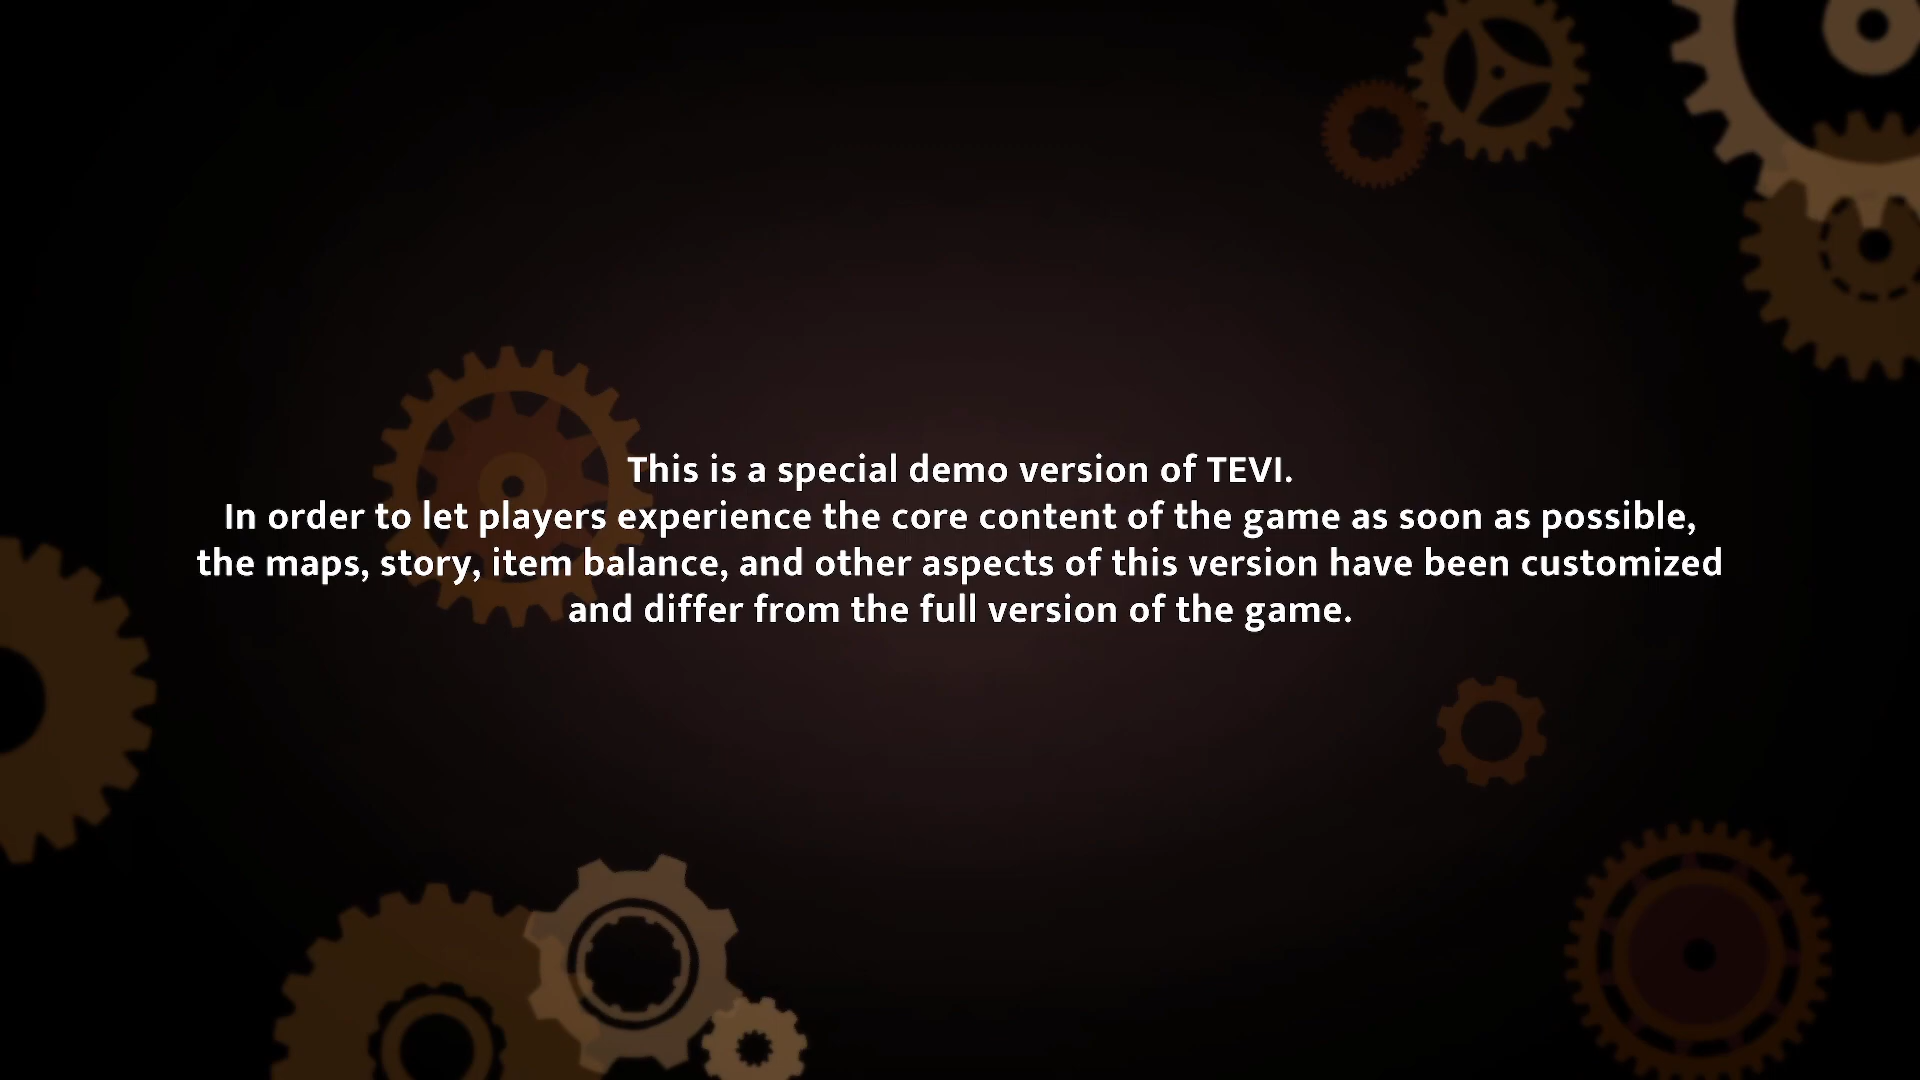 This is a special demo version of TEVI.
In order to let players experience the core content of the game as soon as possible,
the maps, story, item balance, and other aspects of this version have been customized
and differ from the full version of the game.